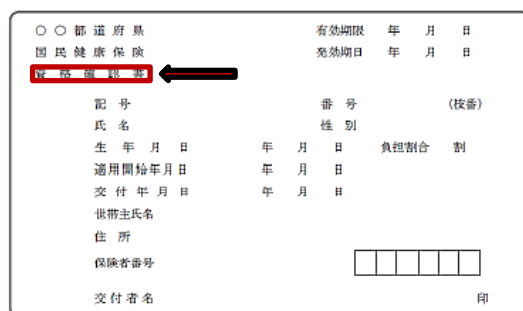 ○○都道府県 有効期限 年 月 日
国民健康保険 発効期日 年 月 日
資格確認書
記号 番号 (枝番)
氏名 性別
生年月日 年 月 日 負担割合 割
適用開始年月日 年 月 日
交付年月日 年 月 日
世帯主氏名
住所
保険者番号
交付者名 印